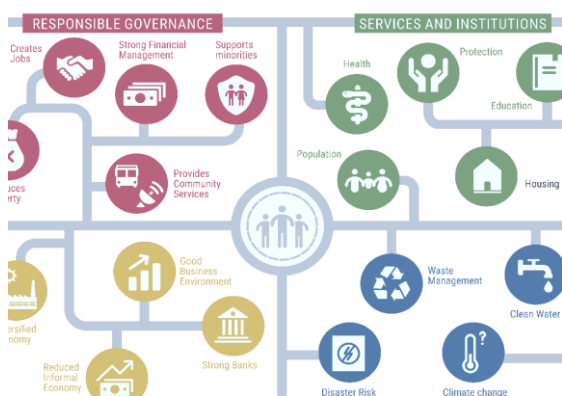 RESPONSIBLE GOVERNANCE
SERVICES AND INSTITUTIONS
Creates
Jobs
Strong Financial
Management
Supports
minorities
Health
Protection
Education
Population
Housing
Provides
Community
Services
Good
Business
Environment
Waste
Management
Clean Water
Strong Banks
Reduced
Informal
Economy
Disaster Risk
Climate change
?